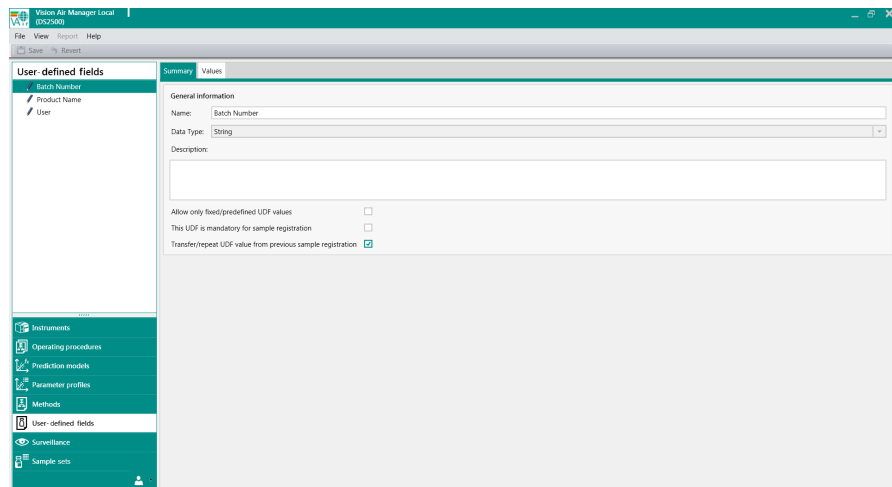 Vision Air Manager Local
(DS2500)
File View Report Help
Save Revert
User-defined fields
Batch Number
Product Name
User
Instruments
Operating procedures
Prediction models
Parameter profiles
Methods
User-defined fields
Surveillance
Sample sets
Summary Values
General information
Name: Batch Number
Data Type: String
Description:
Allow only fixed/predefined UDF values
This UDF is mandatory for sample registration
Transfer/repeat UDF value from previous sample registration